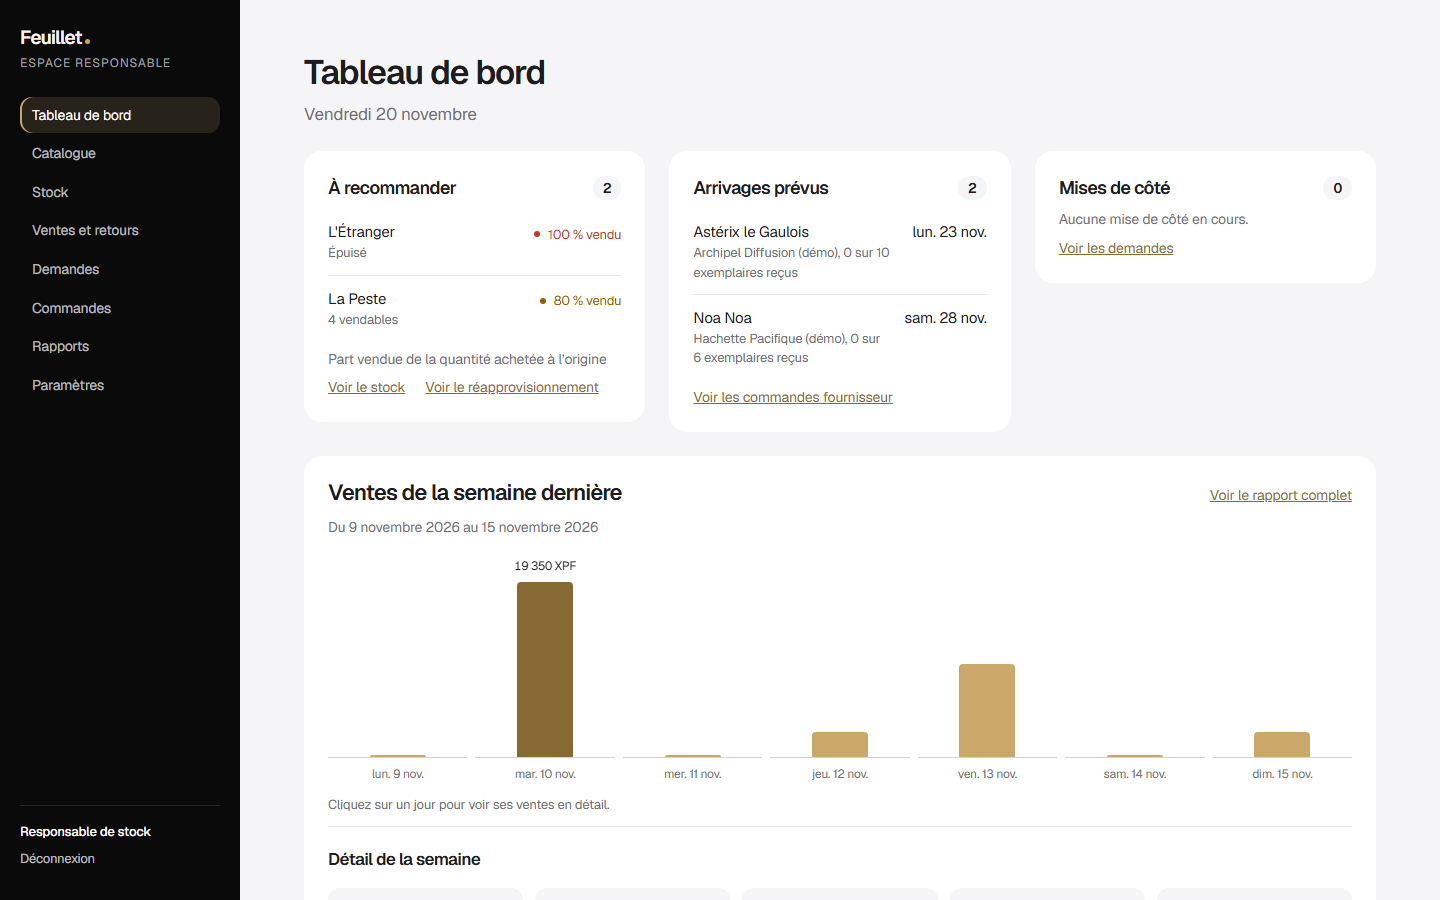 Feuillet.
ESPACE RESPONSABLE
Tableau de bord
Catalogue
Stock
Ventes et retours
Demandes
Commandes
Rapports
Paramètres
Responsable de stock
Déconnexion
Tableau de bord
Vendredi 20 novembre
À recommander 2
L'Étranger 100 % vendu
Épuisé
La Peste 80 % vendu
4 vendables
Part vendue de la quantité achetée à l'origine
Voir le stock Voir le réapprovisionnement
Arrivages prévus 2
Astérix le Gaulois lun. 23 nov.
Archipel Diffusion (démo), 0 sur 10
exemplaires reçus
Noa Noa sam. 28 nov.
Hachette Pacifique (démo), 0 sur
6 exemplaires reçus
Voir les commandes fournisseur
Mises de côté 0
Aucune mise de côté en cours.
Voir les demandes
Ventes de la semaine dernière Voir le rapport complet
Du 9 novembre 2026 au 15 novembre 2026
19 350 XPF
lun. 9 nov. mar. 10 nov. mer. 11 nov. jeu. 12 nov. ven. 13 nov. sam. 14 nov. dim. 15 nov.
Cliquez sur un jour pour voir ses ventes en détail.
Détail de la semaine